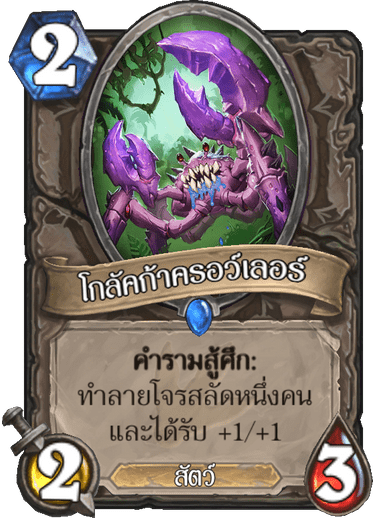 2
โกลัคก้าครอว์เลอร์
คำรามสู้ศึก:
ทำลายโจรสลัดหนึ่งคน
และได้รับ +1/+1
2
สัตว์
3